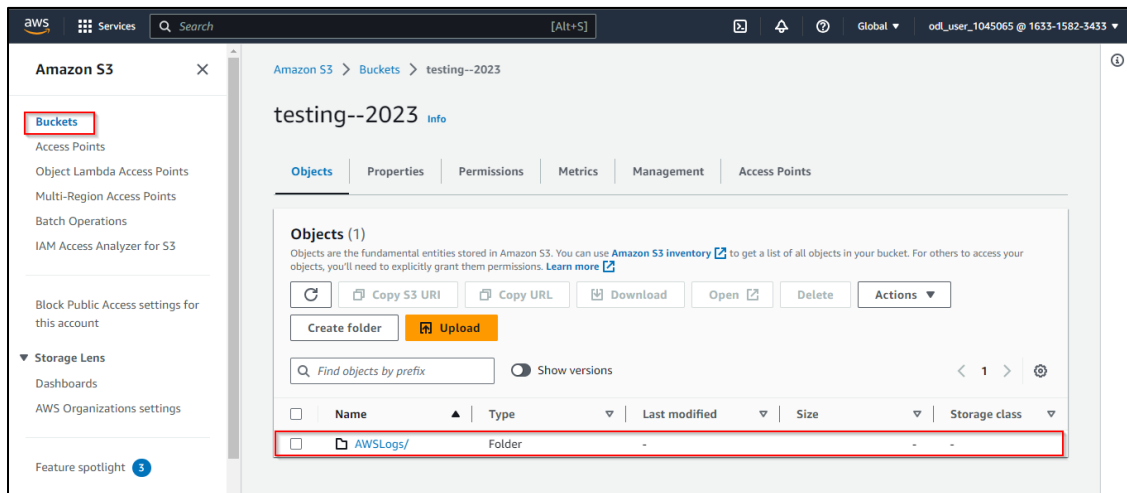 aws
Services
Search
[Alt+S]
Global
odl_user_1045065 @ 1633-1582-3433
Amazon S3
Buckets
Access Points
Object Lambda Access Points
Multi-Region Access Points
Batch Operations
IAM Access Analyzer for S3
Block Public Access settings for
this account
Storage Lens
Dashboards
AWS Organizations settings
Feature spotlight 3
Amazon S3 > Buckets > testing--2023
testing--2023 Info
Objects Properties Permissions Metrics Management Access Points
Objects (1)
Objects are the fundamental entities stored in Amazon S3. You can use Amazon S3 inventory to get a list of all objects in your bucket. For others to access your
objects, you'll need to explicitly grant them permissions. Learn more
Copy S3 URI Copy URL Download Open Delete Actions
Create folder Upload
Find objects by prefix Show versions < 1 >
Name Type Last modified Size Storage class
AWSLogs/ Folder - - -